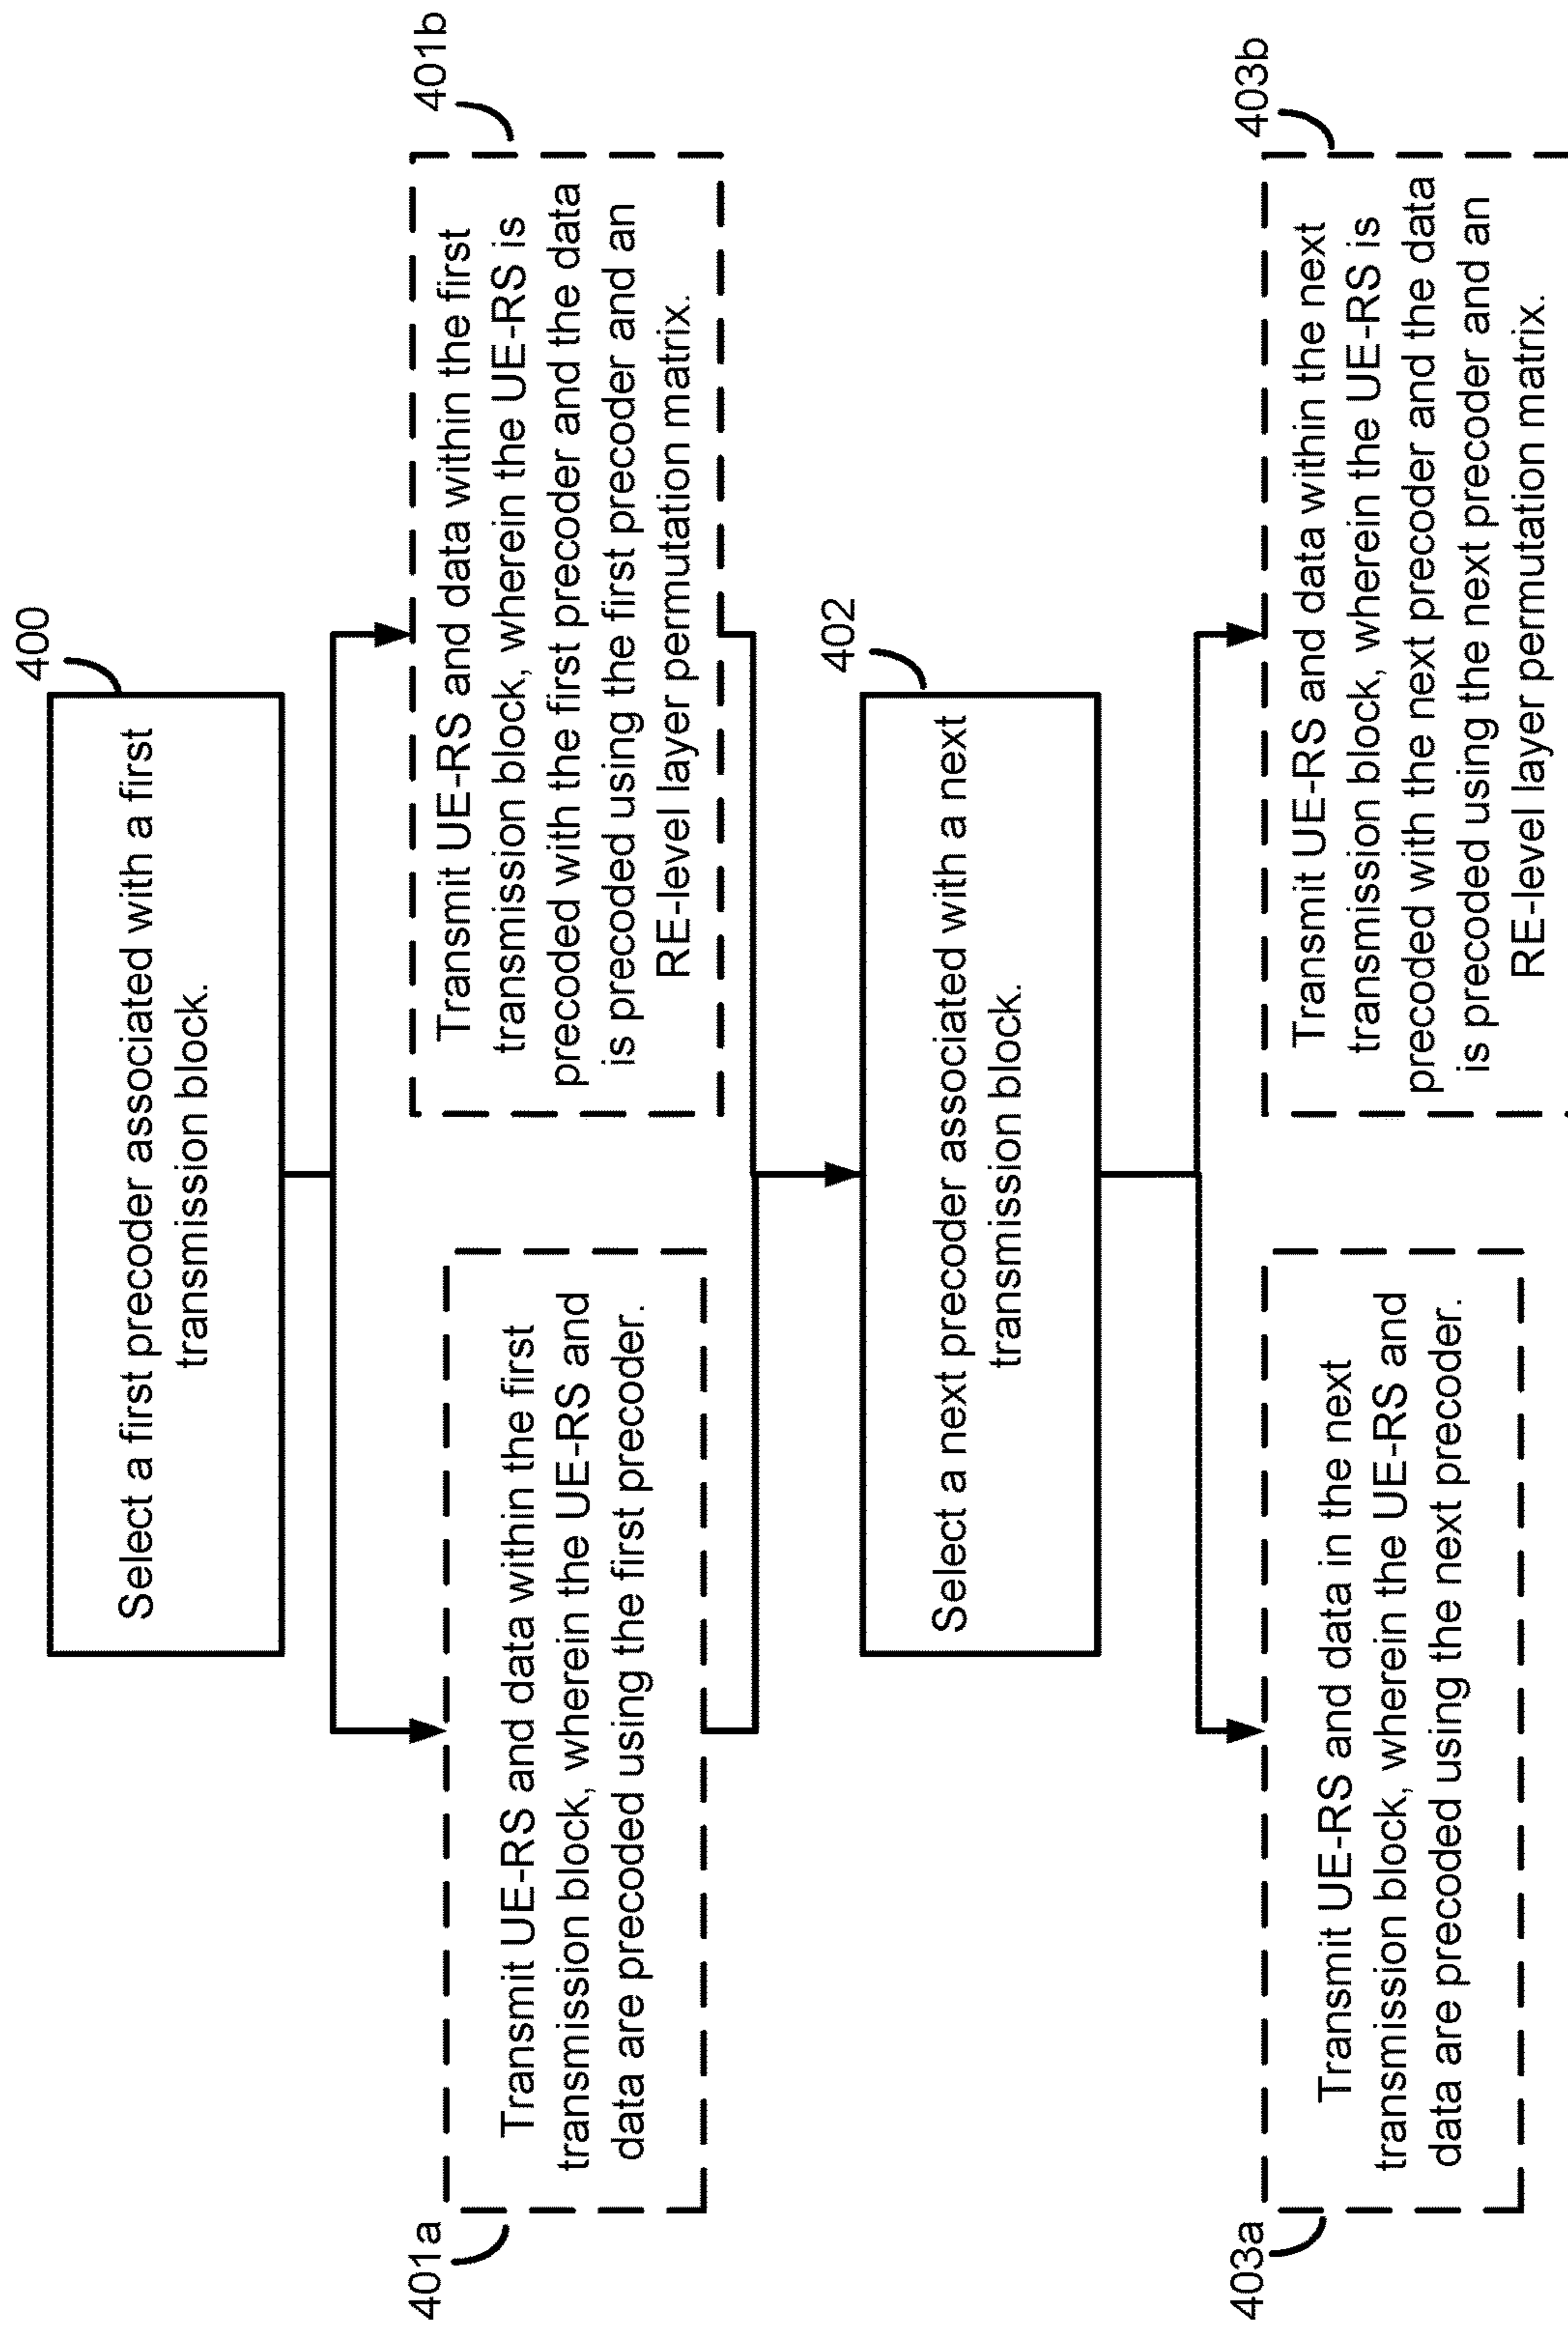 400
Select a first precoder associated with a first
transmission block.
401a
Transmit UE-RS and data within the first
transmission block, wherein the UE-RS and
data are precoded using the first precoder.
401b
Transmit UE-RS and data within the first
transmission block, wherein the UE-RS is
precoded with the first precoder and the data
is precoded using the first precoder and an
RE-level layer permutation matrix.
402
Select a next precoder associated with a next
transmission block.
403a
Transmit UE-RS and data in the next
transmission block, wherein the UE-RS and
data are precoded using the next precoder.
403b
Transmit UE-RS and data within the next
transmission block, wherein the UE-RS is
precoded with the next precoder and the data
is precoded using the next precoder and an
RE-level layer permutation matrix.